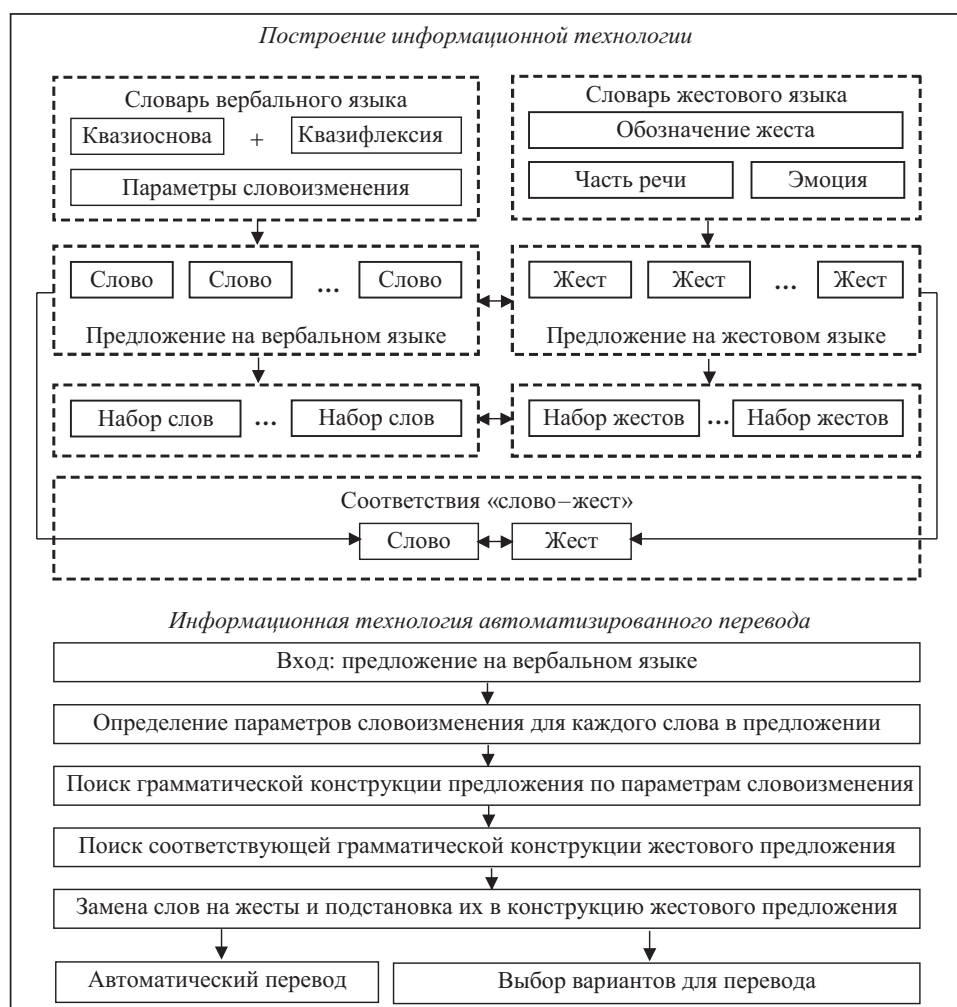 Построение информационной технологии
Словарь вербального языка
Квазиоснова + Квазифлексия
Параметры словоизменения
Словарь жестового языка
Обозначение жеста
Часть речи Эмоция
Слово Слово ... Слово
Предложение на вербальном языке
Жест Жест ... Жест
Предложение на жестовом языке
Набор слов ... Набор слов
Набор жестов ... Набор жестов
Соответствия «слово–жест»
Слово Жест
Информационная технология автоматизированного перевода
Вход: предложение на вербальном языке
Определение параметров словоизменения для каждого слова в предложении
Поиск грамматической конструкции предложения по параметрам словоизменения
Поиск соответствующей грамматической конструкции жестового предложения
Замена слов на жесты и подстановка их в конструкцию жестового предложения
Автоматический перевод
Выбор вариантов для перевода